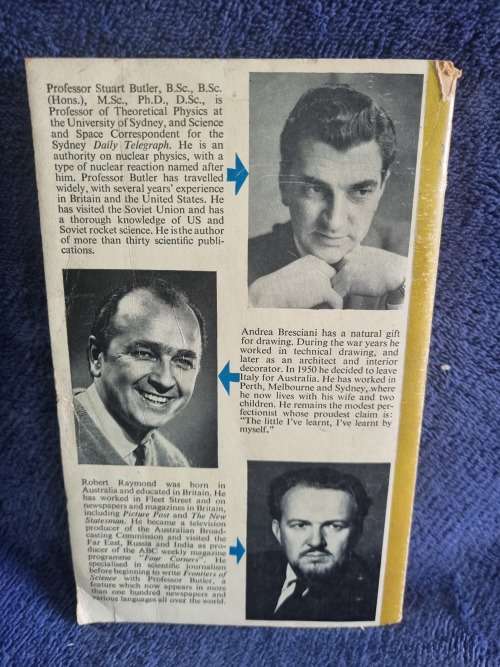 Professor Stuart Butler, B.Sc., B.Sc.
(Hons.), M.Sc., Ph.D., D.Sc., is
Professor of Theoretical Physics at
the University of Sydney, and Science
and Space Correspondent for the
Sydney Daily Telegraph. He is an
authority on nuclear physics, with a
type of nuclear reaction named after
him. Professor Butler has travelled
widely, with several years' experience
in Britain and the United States. He
has visited the Soviet Union and has
a thorough knowledge of US and
Soviet rocket science. He is the author
of more than thirty scientific publi-
cations.
Andrea Bresciani has a natural gift
for drawing. During the war years he
worked in technical drawing, and
later as an architect and interior
decorator. In 1950 he decided to leave
Italy for Australia. He has worked in
Perth, Melbourne and Sydney, where
he now lives with his wife and two
children. He remains the modest per-
fectionist whose proudest claim is:
"The little I've learnt, I've learnt by
myself."
Robert Raymond was born in
Australia and educated in Britain. He
has worked in Fleet Street and on
newspapers and magazines in Britain,
including Picture Post and The New
Statesman. He became a television
producer of the Australian Broad-
casting Commission and visited the
Far East, Russia and India as pro-
ducer of the ABC weekly magazine
programme "Four Corners". He
specialised in scientific journalism
before beginning to write Frontiers of
Science with Professor Butler, a
feature which now appears in more
than one hundred newspapers and
various languages all over the world.